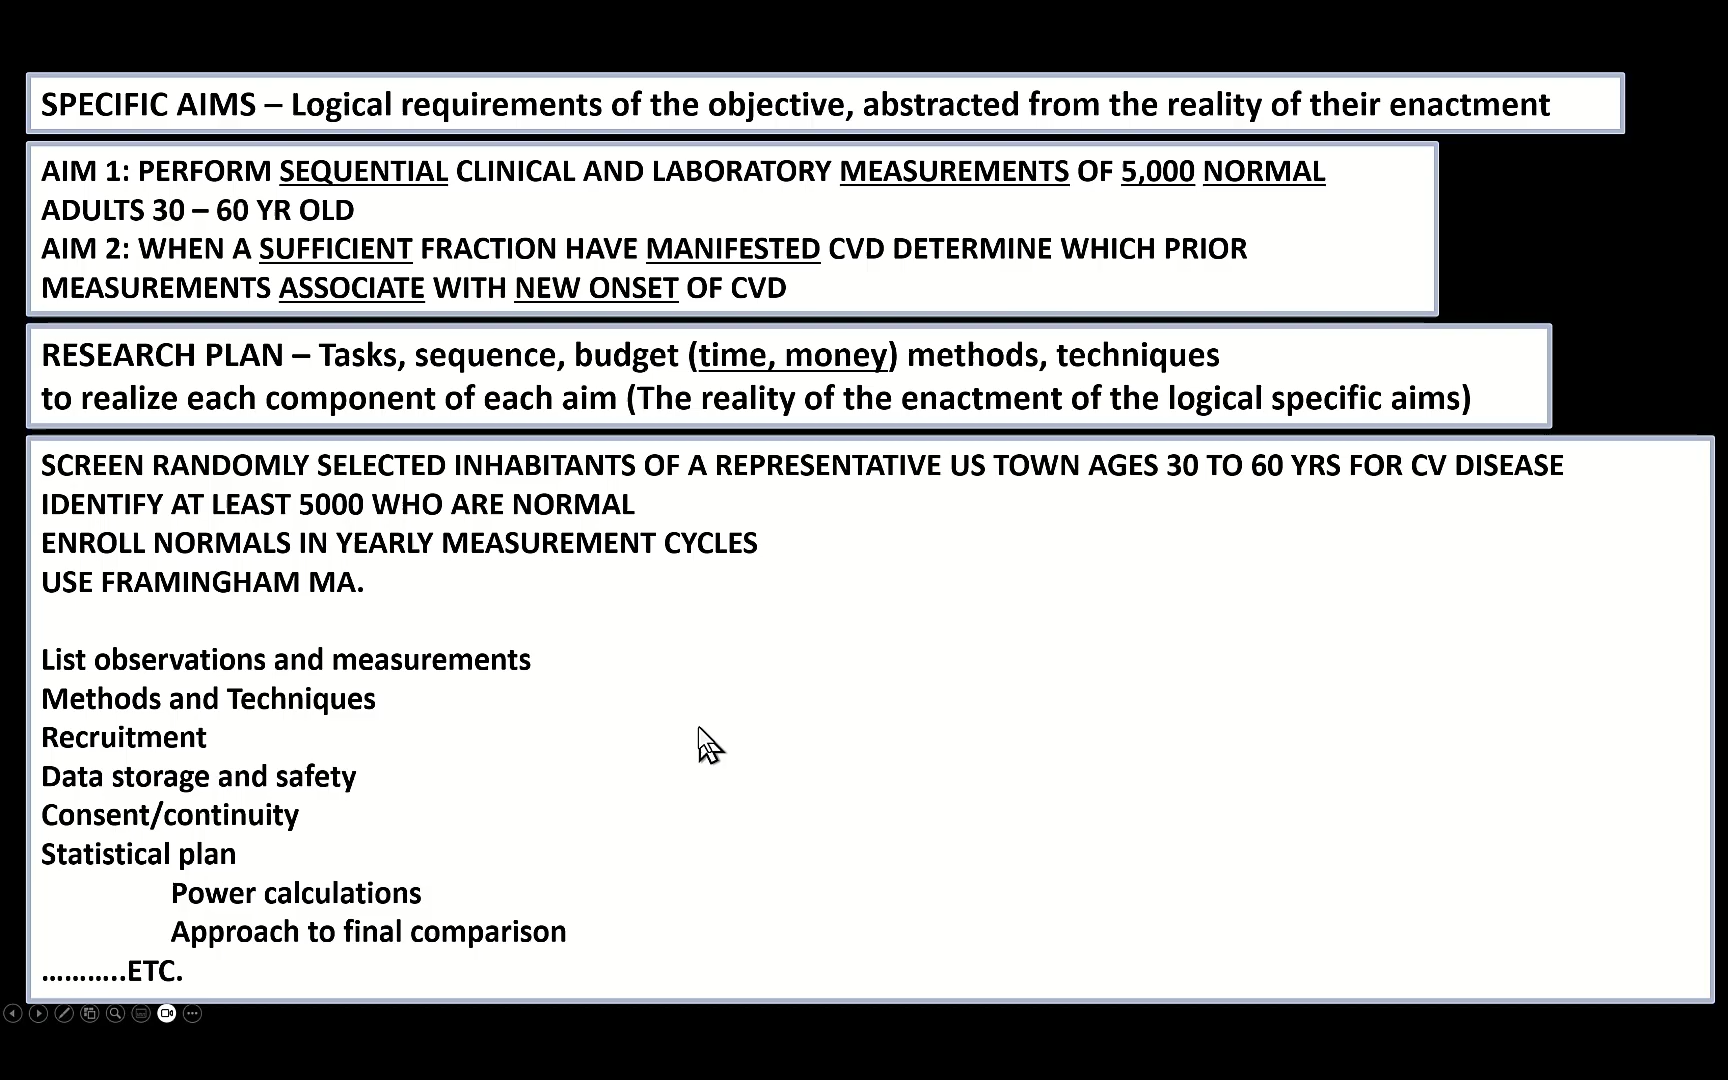 SPECIFIC AIMS – Logical requirements of the objective, abstracted from the reality of their enactment
AIM 1: PERFORM SEQUENTIAL CLINICAL AND LABORATORY MEASUREMENTS OF 5,000 NORMAL
ADULTS 30 – 60 YR OLD
AIM 2: WHEN A SUFFICIENT FRACTION HAVE MANIFESTED CVD DETERMINE WHICH PRIOR
MEASUREMENTS ASSOCIATE WITH NEW ONSET OF CVD
RESEARCH PLAN – Tasks, sequence, budget (time, money) methods, techniques
to realize each component of each aim (The reality of the enactment of the logical specific aims)
SCREEN RANDOMLY SELECTED INHABITANTS OF A REPRESENTATIVE US TOWN AGES 30 TO 60 YRS FOR CV DISEASE
IDENTIFY AT LEAST 5000 WHO ARE NORMAL
ENROLL NORMALS IN YEARLY MEASUREMENT CYCLES
USE FRAMINGHAM MA.
List observations and measurements
Methods and Techniques
Recruitment
Data storage and safety
Consent/continuity
Statistical plan
Power calculations
Approach to final comparison
………..ETC.